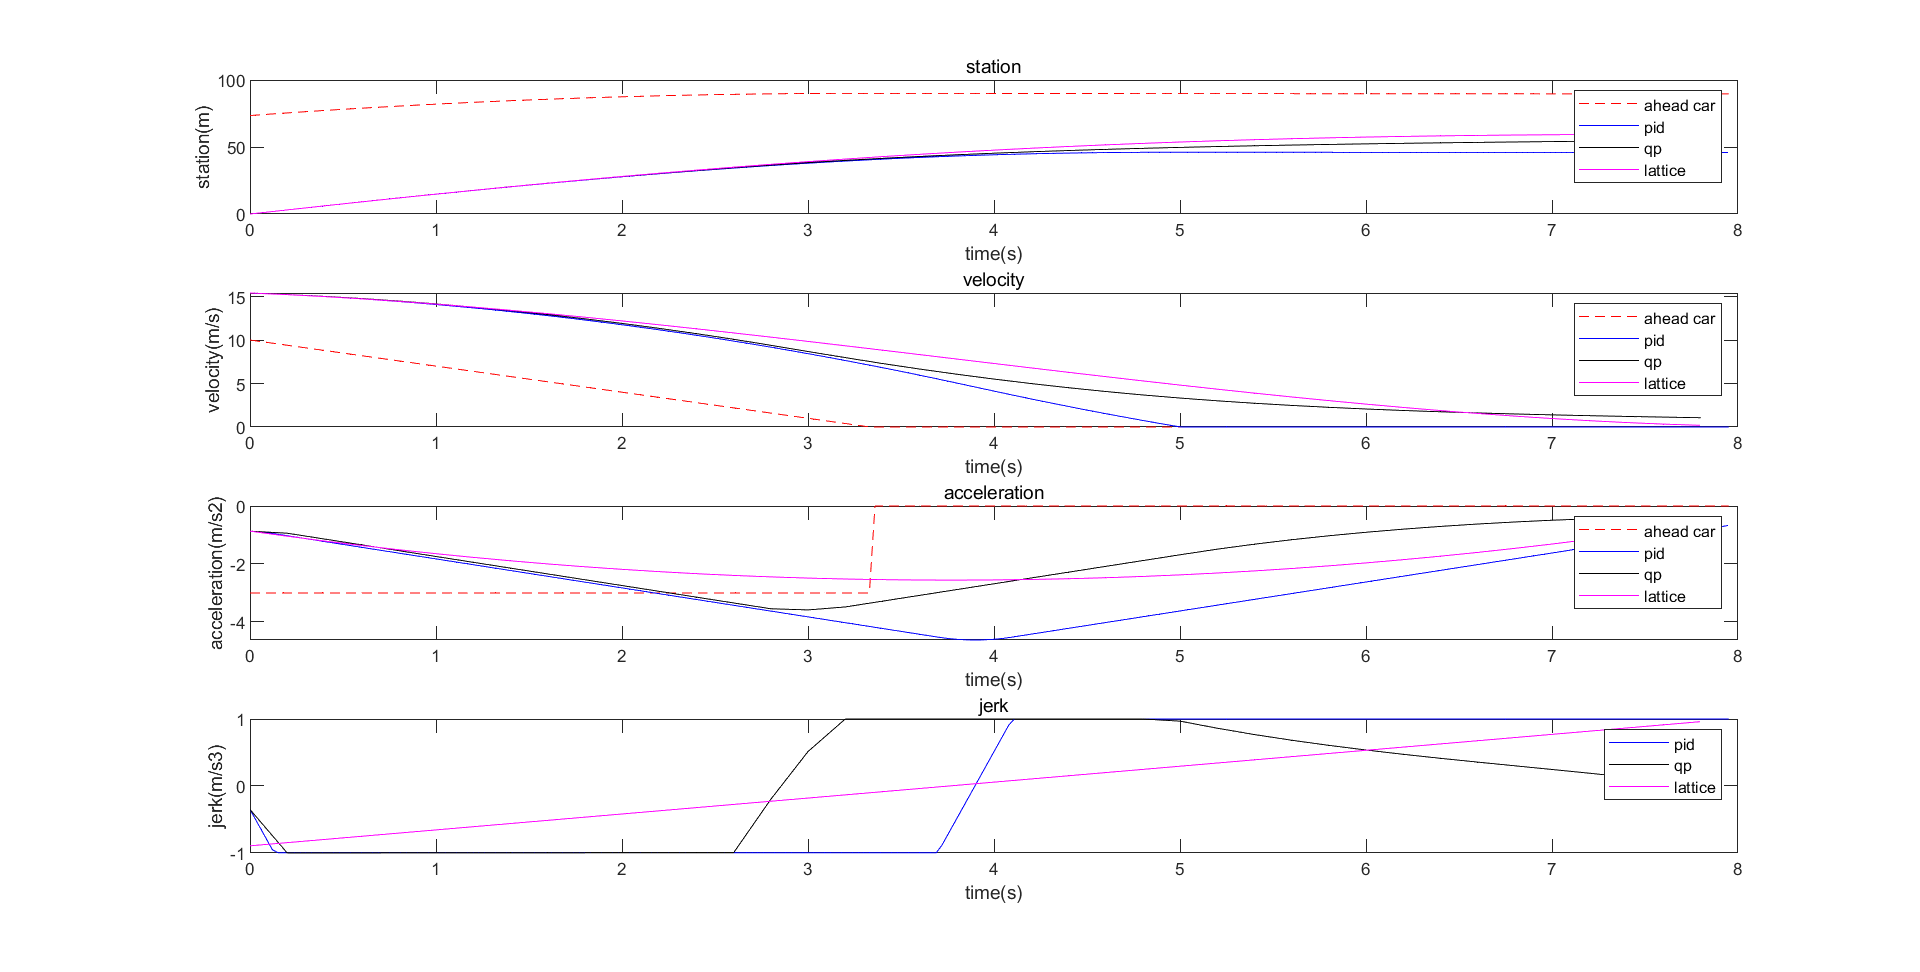 station
station(m)
100
50
0
ahead car
pid
qp
lattice
0 1 2 3 4 5 6 7 8
time(s)
velocity
velocity(m/s)
15
10
5
0
ahead car
pid
qp
lattice
0 1 2 3 4 5 6 7 8
time(s)
acceleration
acceleration(m/s2)
0
-2
-4
ahead car
pid
qp
lattice
0 1 2 3 4 5 6 7 8
time(s)
jerk
jerk(m/s3)
1
0
-1
pid
qp
lattice
0 1 2 3 4 5 6 7 8
time(s)